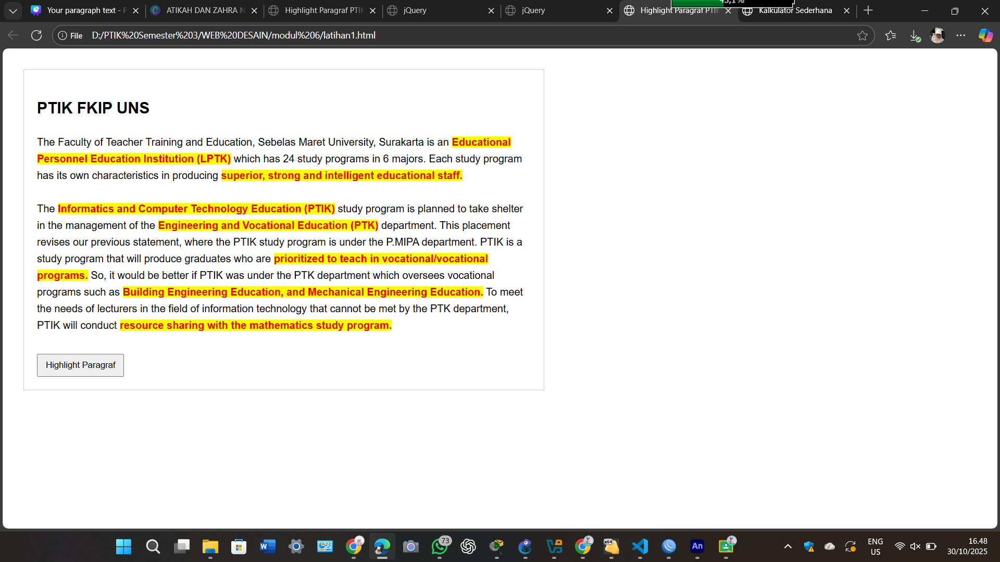 Your paragraph text - P
ATIKAH DAN ZAHRA N
Highlight Paragraf PTIK
jQuery
jQuery
Highlight Paragraf PTIK
Kalkulator Sederhana
File D:/PTIK%20Semester%203/WEB%20DESAIN/modul%206/latihan1.html
PTIK FKIP UNS
The Faculty of Teacher Training and Education, Sebelas Maret University, Surakarta is an Educational
Personnel Education Institution (LPTK) which has 24 study programs in 6 majors. Each study program
has its own characteristics in producing superior, strong and intelligent educational staff.
The Informatics and Computer Technology Education (PTIK) study program is planned to take shelter
in the management of the Engineering and Vocational Education (PTK) department. This placement
revises our previous statement, where the PTIK study program is under the P.MIPA department. PTIK is a
study program that will produce graduates who are prioritized to teach in vocational/vocational
programs. So, it would be better if PTIK was under the PTK department which oversees vocational
programs such as Building Engineering Education, and Mechanical Engineering Education. To meet
the needs of lecturers in the field of information technology that cannot be met by the PTK department,
PTIK will conduct resource sharing with the mathematics study program.
Highlight Paragraf
73
x64
An
ENG
US
16.48
30/10/2025